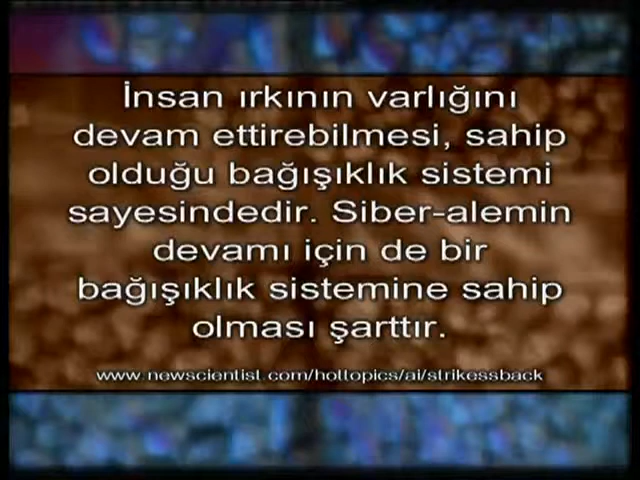 İnsan ırkının varlığını
devam ettirebilmesi, sahip
olduğu bağışıklık sistemi
sayesindedir. Siber-alemin
devamı için de bir
bağışıklık sistemine sahip
olması şarttır.
www.newscientist.com/hottopics/ai/strikessback